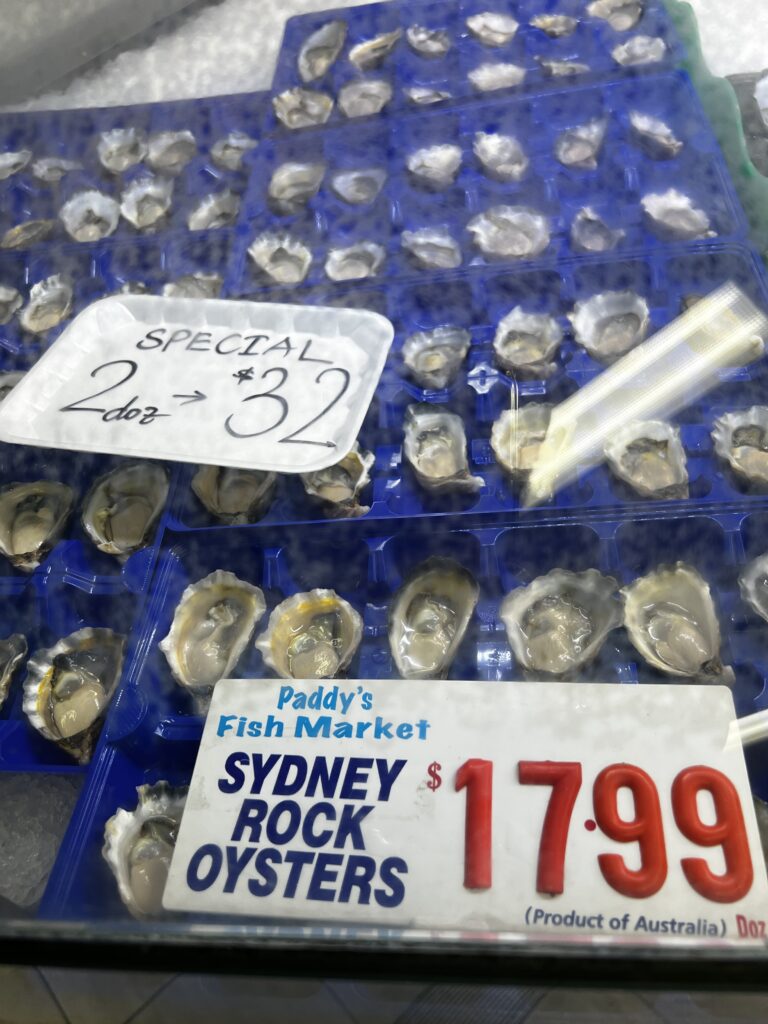 SPECIAL
2doz → $32
Paddy's
Fish Market
SYDNEY
ROCK
OYSTERS
$17.99
(Product of Australia) Doz